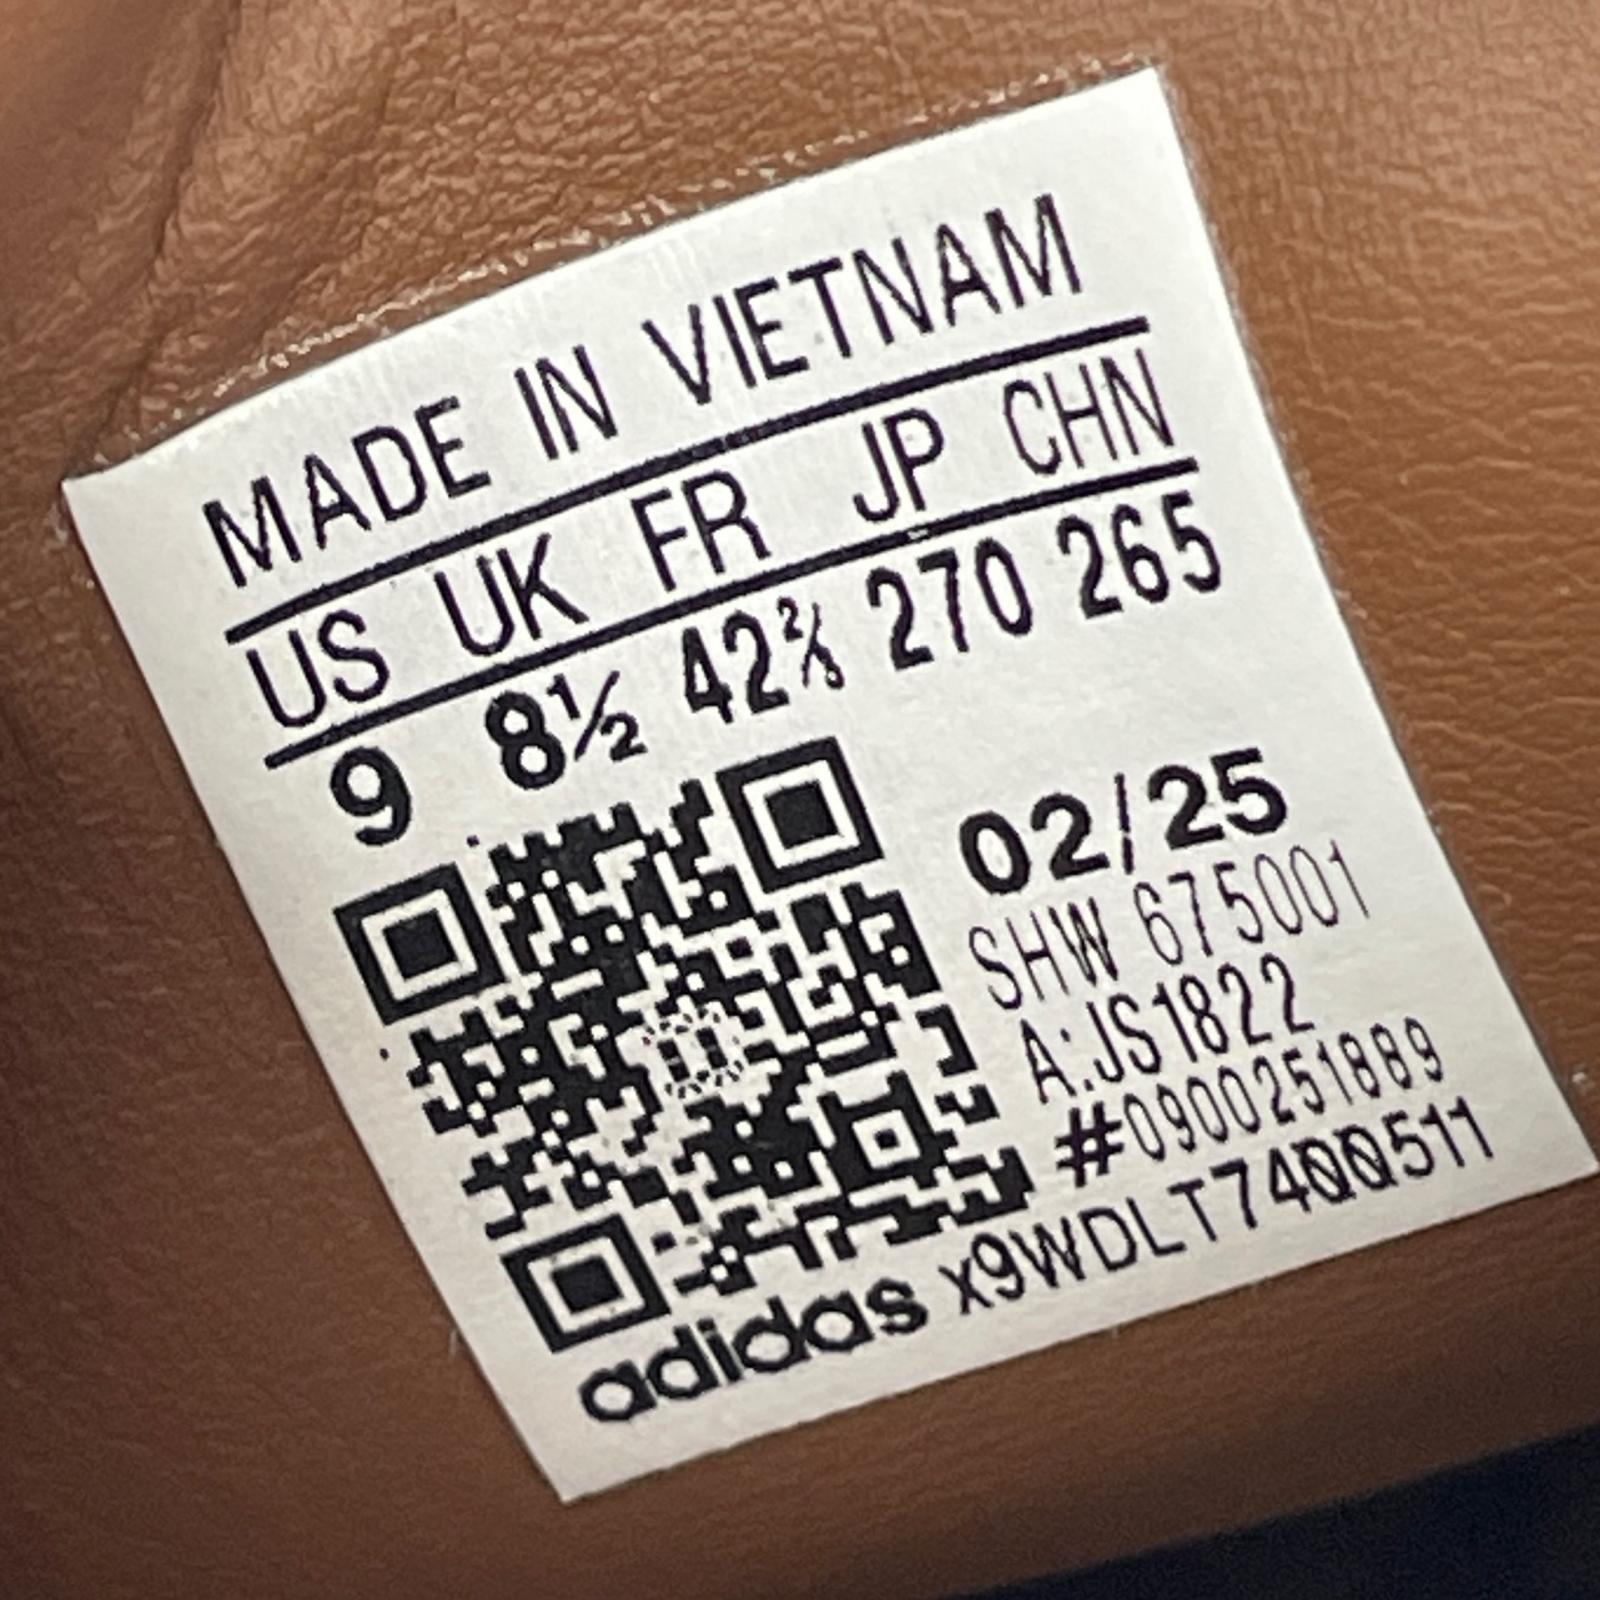 MADE IN VIETNAM
US UK FR JP CHN
9 8½ 42⅔ 270 265
02/25
SHW 675001
A:JS1822
#0900251889
adidas x9WDLT7400511